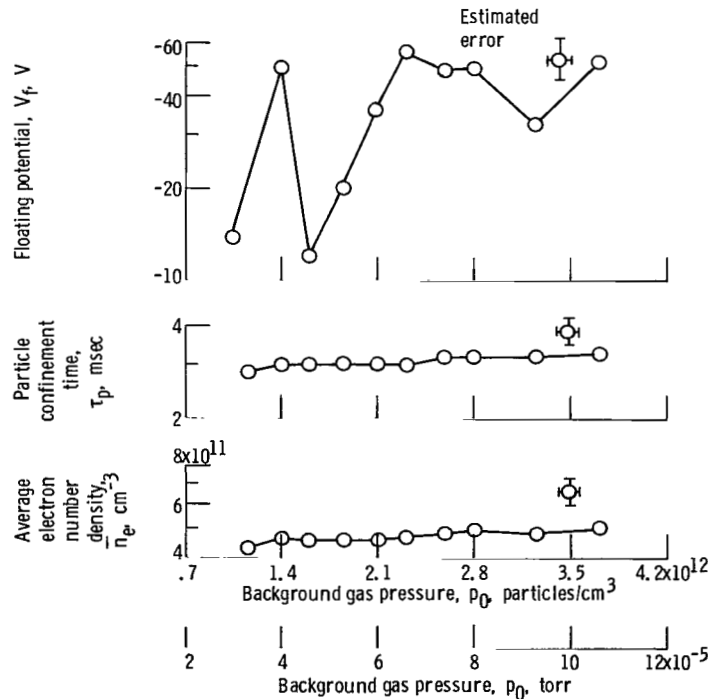 Estimated
error
Floating potential, V_f, V
-60
-40
-20
-10
Particle
confinement
time,
τ_p, msec
4
2
Average
electron
number
density,
n̅_e, cm^-3
8x10^11
6
4
.7
1.4
2.1
2.8
3.5
4.2x10^12
Background gas pressure, p_0, particles/cm^3
2
4
6
8
10
12x10^-5
Background gas pressure, p_0, torr